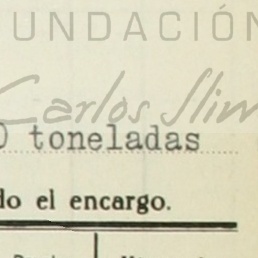 UNDACIÓN
Carlos Slim
0 toneladas
do el encargo.